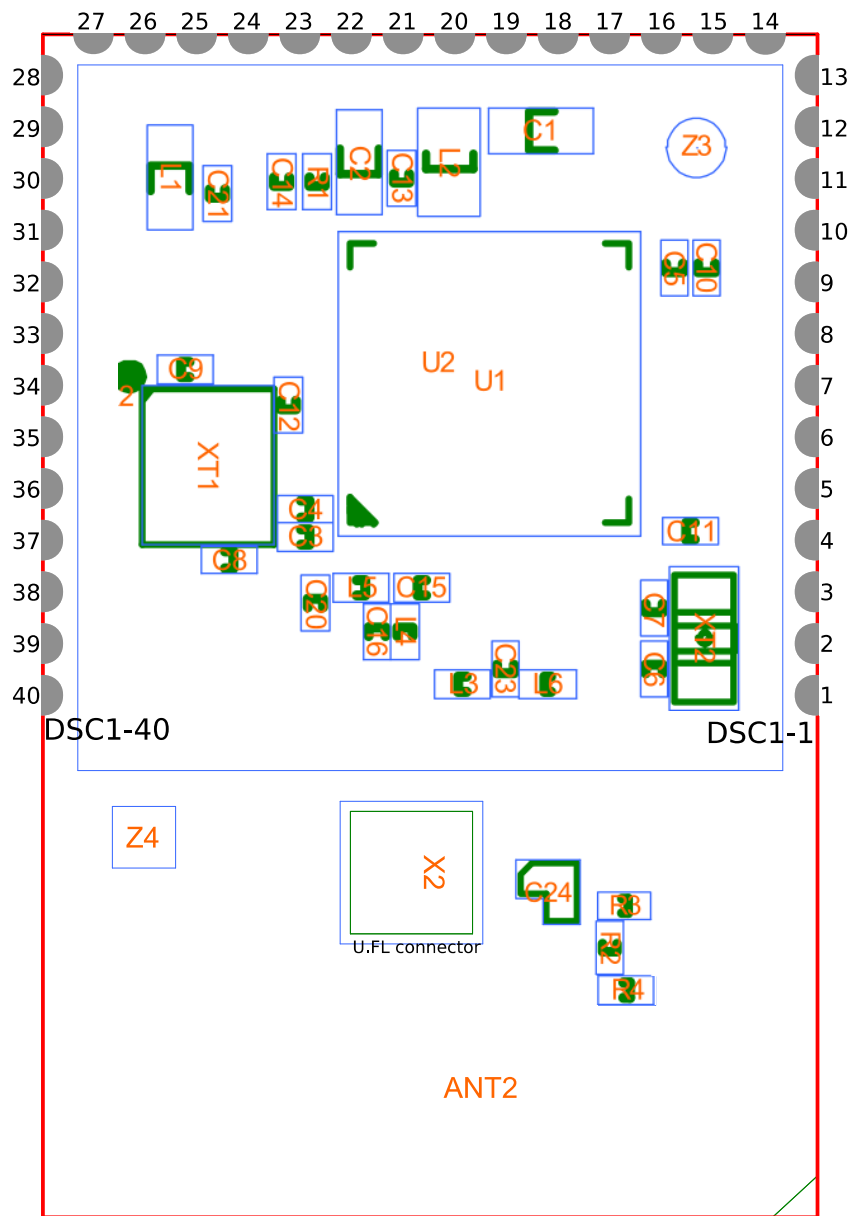 27 26 25 24 23 22 21 20 19 18 17 16 15 14
28 13
29 12
C1
Z3
L1 C21 C14 R1 C2 C13 L2
30 11
31 10
C5 C10
32 9
33 8
U2
C9
U1
34 7
2
C12
35 6
XT1
36 5
C4
C11
C3
37 4
C8
38 3
L5 C15
C20
C7
C16 L4
XT2
39 2
C23
C6
L3 L6
40 1
DSC1-40 DSC1-1
Z4
X2
C24
R3
U.FL connector
R2
R4
ANT2